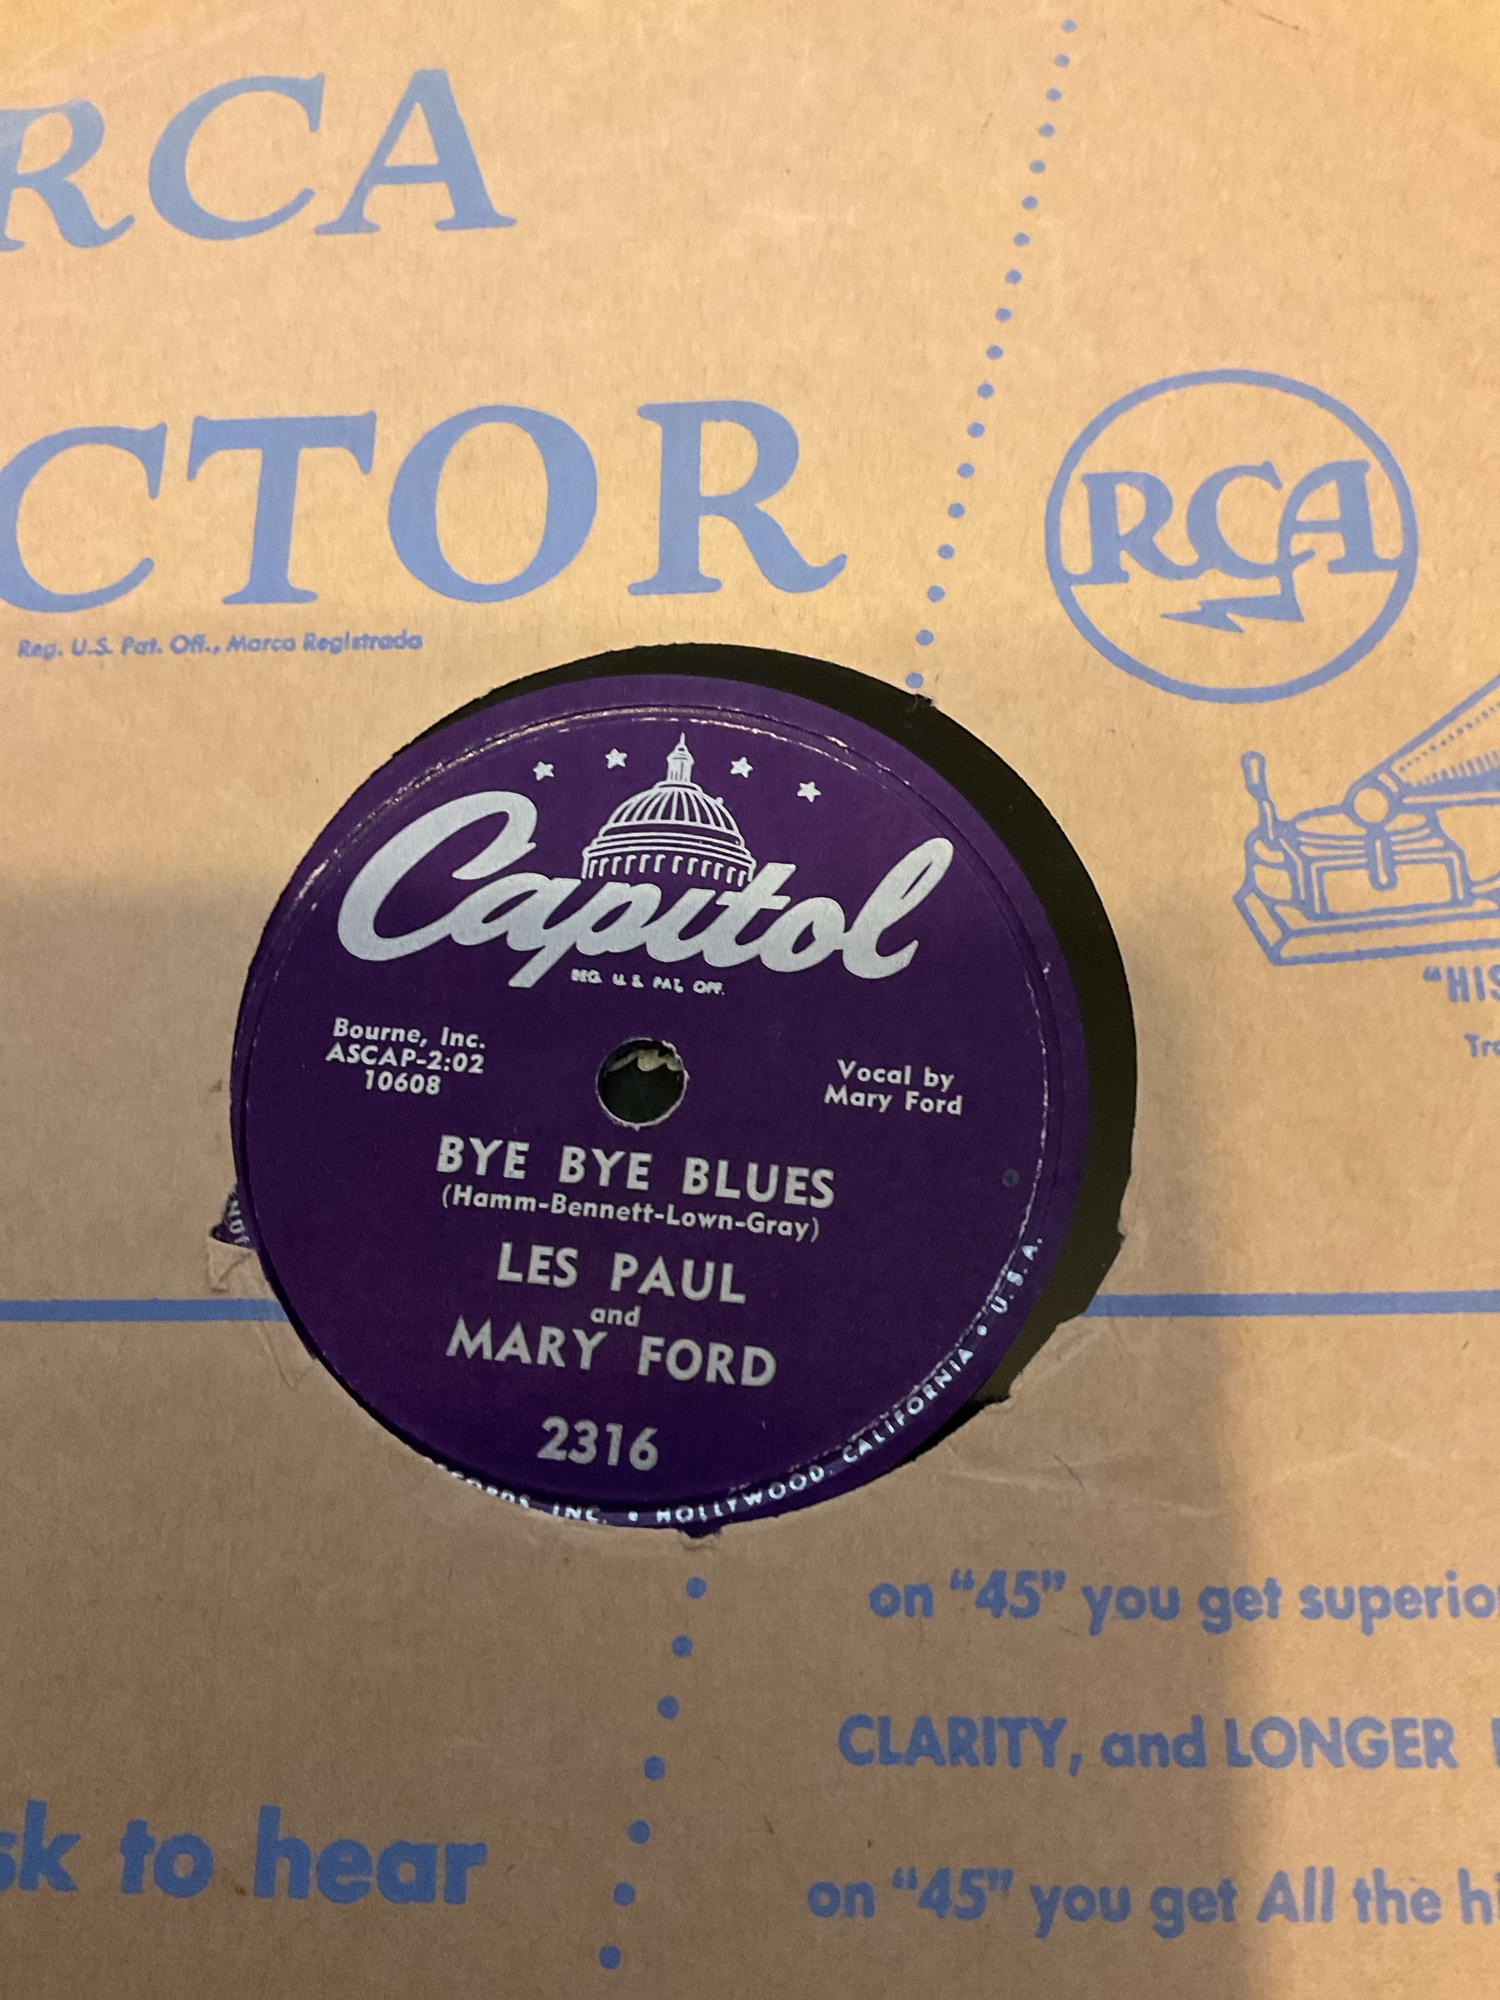 RCA
CTOR
Reg. U.S. Pat. Off., Marca Registrada
RCA
"HIS
Capitol
REG. U.S. PAT. OFF.
Bourne, Inc.
ASCAP-2:02
10608
Vocal by
Mary Ford
BYE BYE BLUES
(Hamm-Bennett-Lown-Gray)
LES PAUL
and
MARY FORD
2316
INC. • HOLLYWOOD, CALIFORNIA • U.S.A.
on "45" you get superio
CLARITY, and LONGER
sk to hear
on "45" you get All the hi